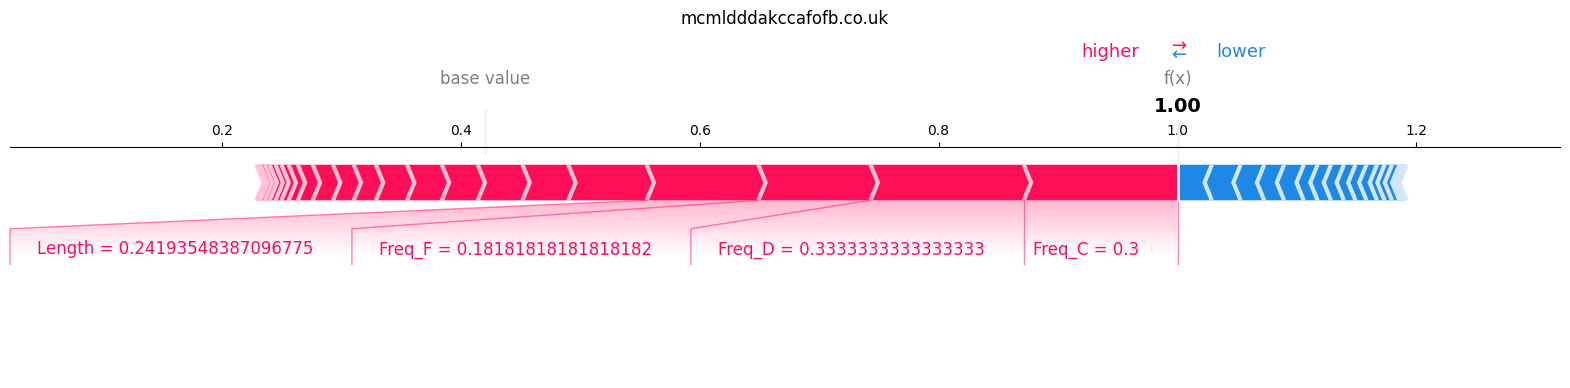 mcmldddakccafofb.co.uk
higher ⇄ lower
base value f(x)
1.00
0.2 0.4 0.6 0.8 1.0 1.2
Length = 0.24193548387096775 Freq_F = 0.18181818181818182 Freq_D = 0.3333333333333333 Freq_C = 0.3